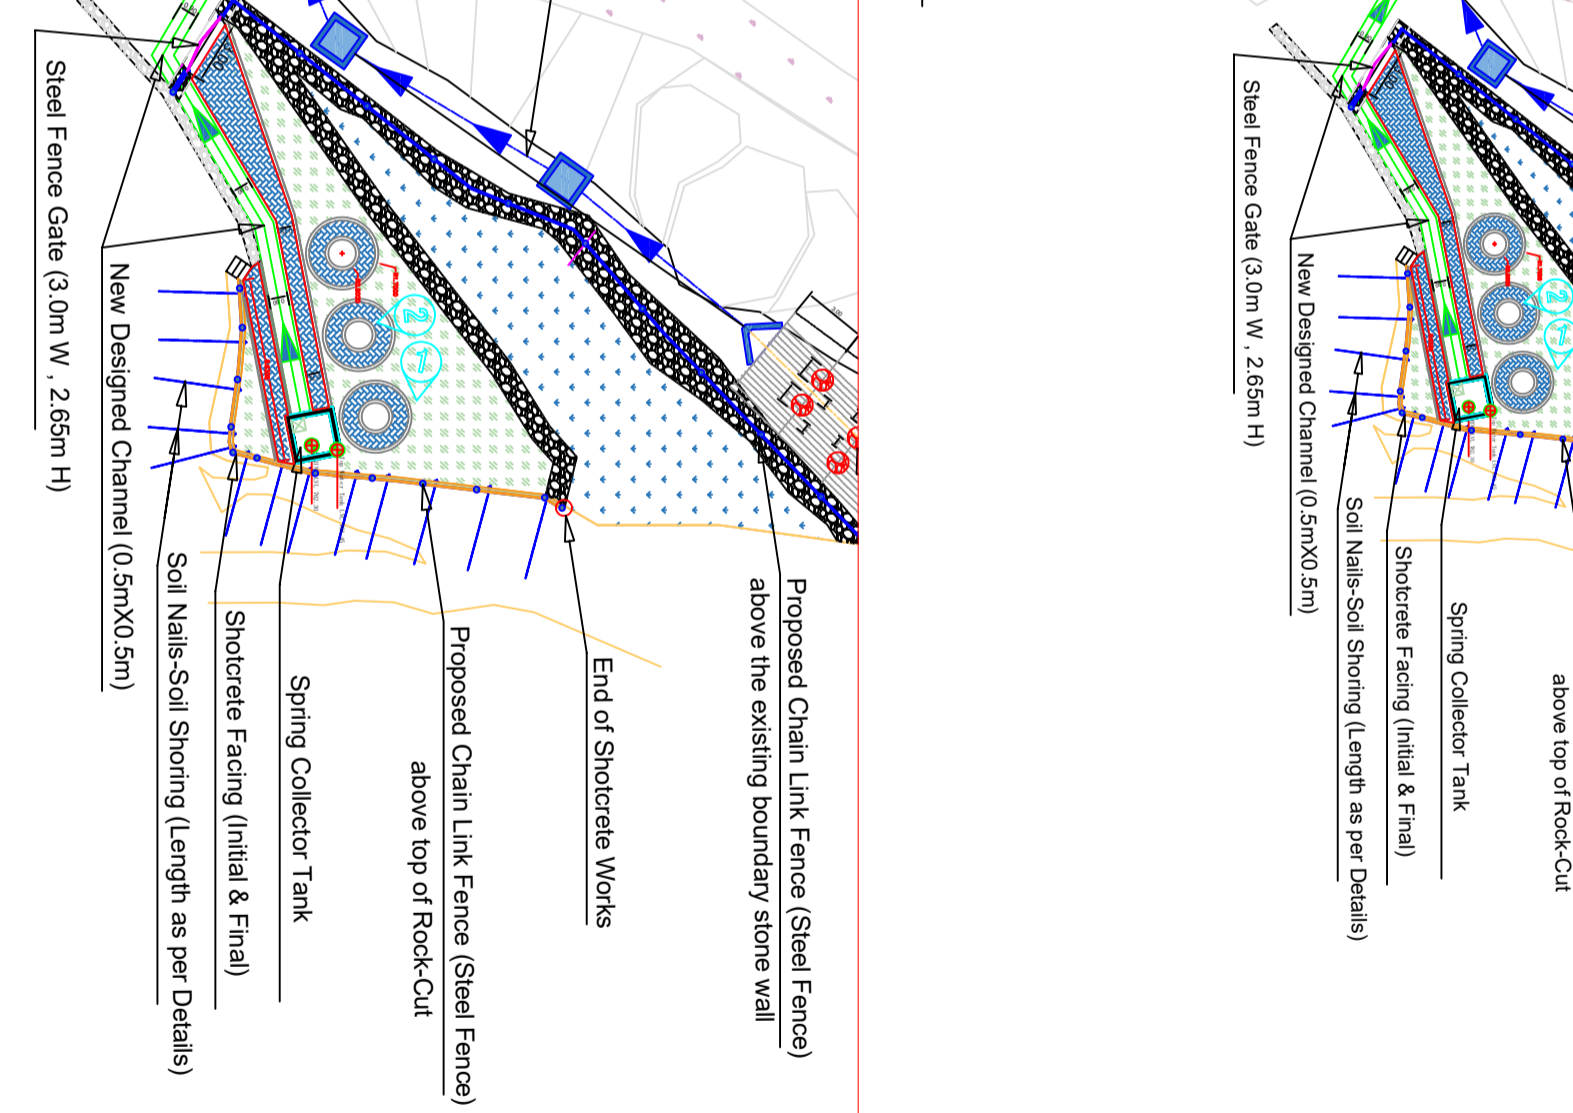 Steel Fence Gate (3.0m W , 2.65m H)
New Designed Channel (0.5mX0.5m)
Soil Nails-Soil Shoring (Length as per Details)
Shotcrete Facing (Initial & Final)
Spring Collector Tank
Proposed Chain Link Fence (Steel Fence)
above top of Rock-Cut
End of Shotcrete Works
Proposed Chain Link Fence (Steel Fence)
above the existing boundary stone wall
2
1
Steel Fence Gate (3.0m W , 2.65m H)
New Designed Channel (0.5mX0.5m)
Soil Nails-Soil Shoring (Length as per Details)
Shotcrete Facing (Initial & Final)
Spring Collector Tank
above top of Rock-Cut
2
1